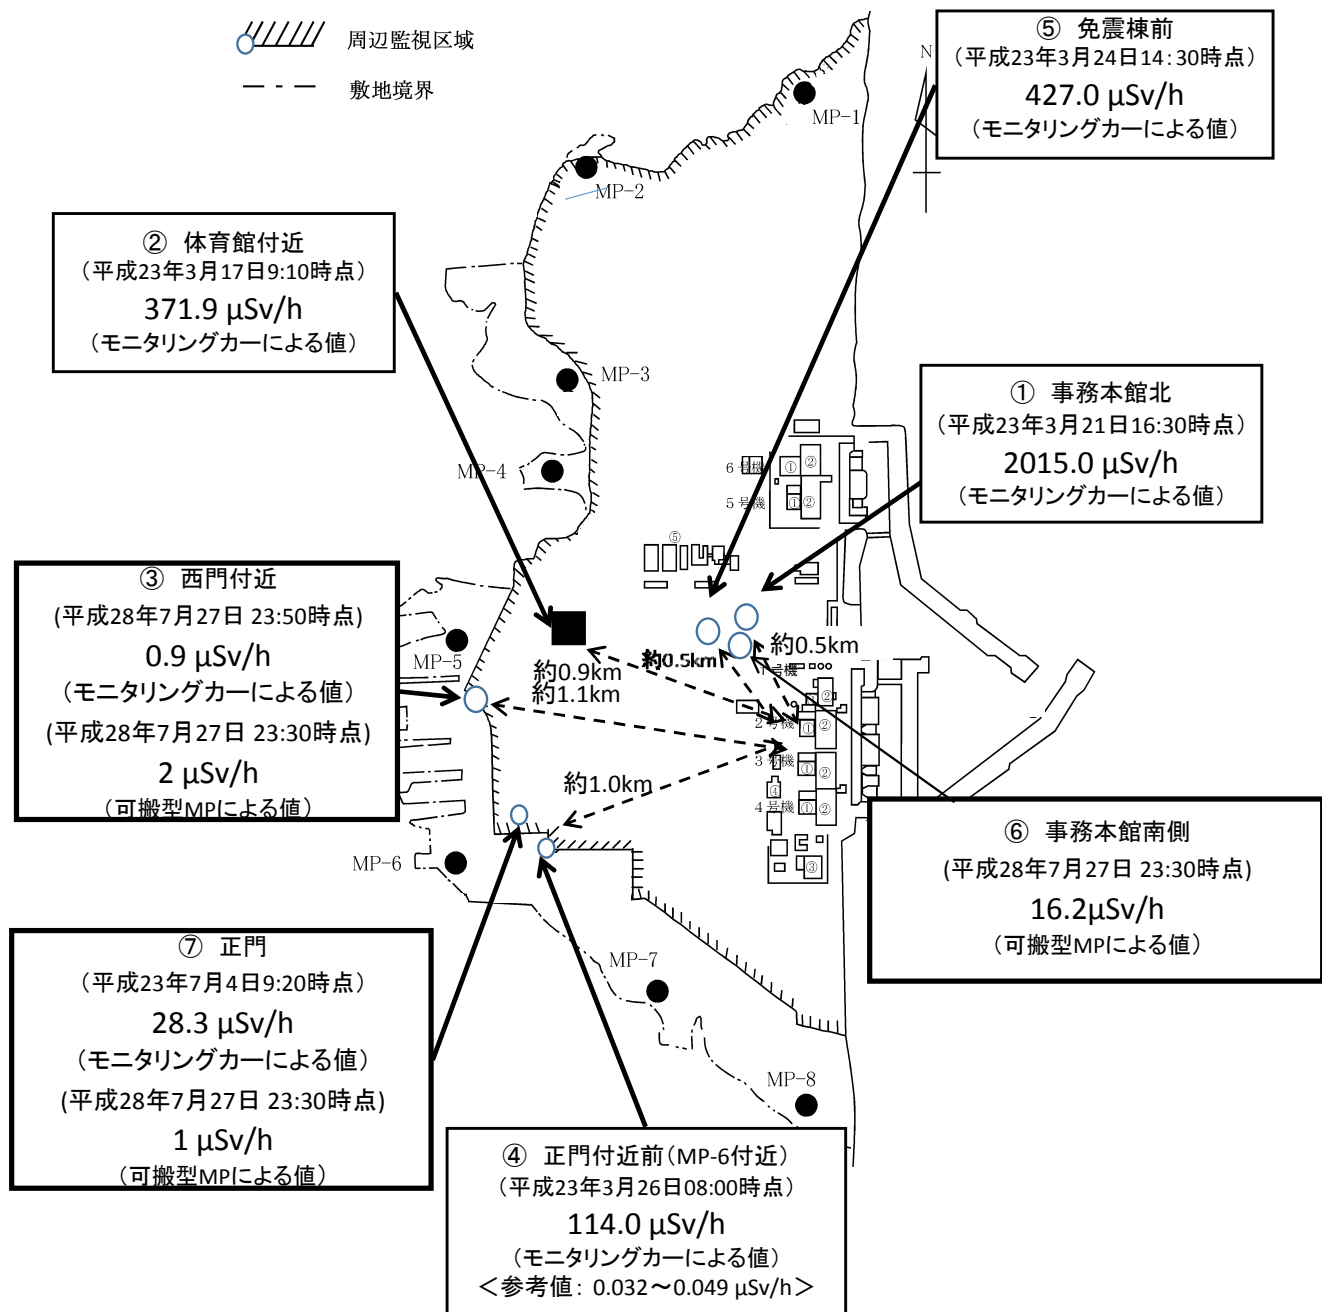 周辺監視区域
敷地境界
⑤ 免震棟前
(平成23年3月24日14:30時点)
427.0 μSv/h
(モニタリングカーによる値)
N
MP-1
MP-2
② 体育館付近
(平成23年3月17日9:10時点)
371.9 μSv/h
(モニタリングカーによる値)
MP-3
① 事務本館北
(平成23年3月21日16:30時点)
2015.0 μSv/h
(モニタリングカーによる値)
MP-4
6号機
① ②
5号機
① ②
⑤
③ 西門付近
(平成28年7月27日 23:50時点)
0.9 μSv/h
(モニタリングカーによる値)
(平成28年7月27日 23:30時点)
2 μSv/h
(可搬型MPによる値)
MP-5
約0.9km
約1.1km
約0.5km
約0.5km
1号機
②
2号機
① ②
3号機
① ②
④
4号機
① ②
③
約1.0km
MP-6
⑥ 事務本館南側
(平成28年7月27日 23:30時点)
16.2μSv/h
(可搬型MPによる値)
⑦ 正門
(平成23年7月4日9:20時点)
28.3 μSv/h
(モニタリングカーによる値)
(平成28年7月27日 23:30時点)
1 μSv/h
(可搬型MPによる値)
MP-7
MP-8
④ 正門付近前(MP-6付近)
(平成23年3月26日08:00時点)
114.0 μSv/h
(モニタリングカーによる値)
<参考値: 0.032～0.049 μSv/h>